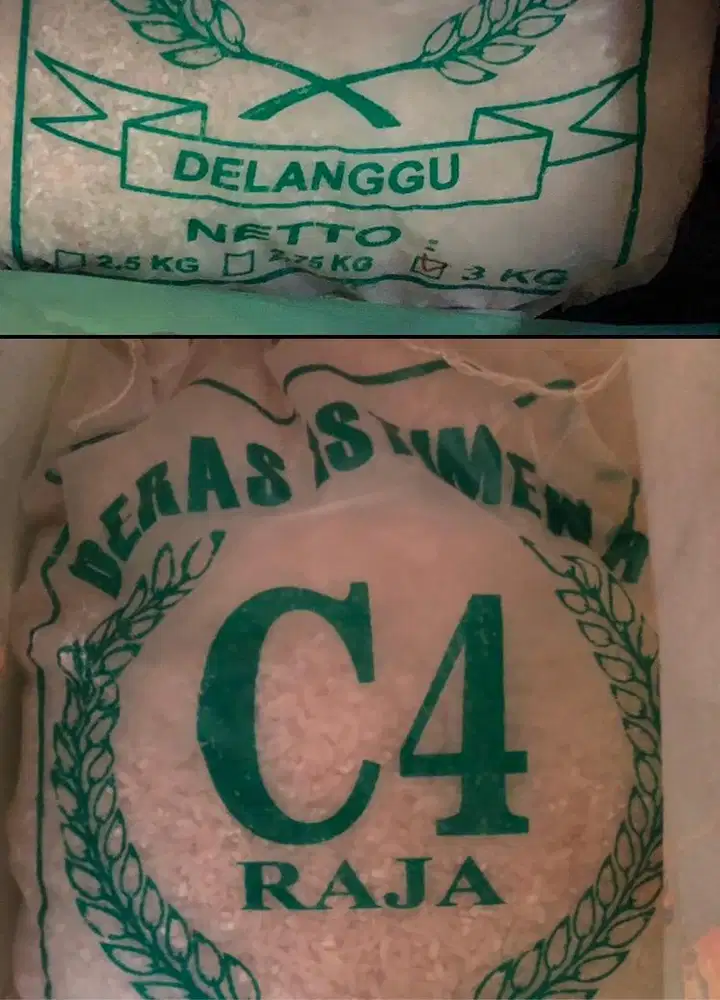 DELANGGU
NETTO :
2.5 KG 2.75 KG 3 KG
BERAS ISTIMEWA
C4
RAJA